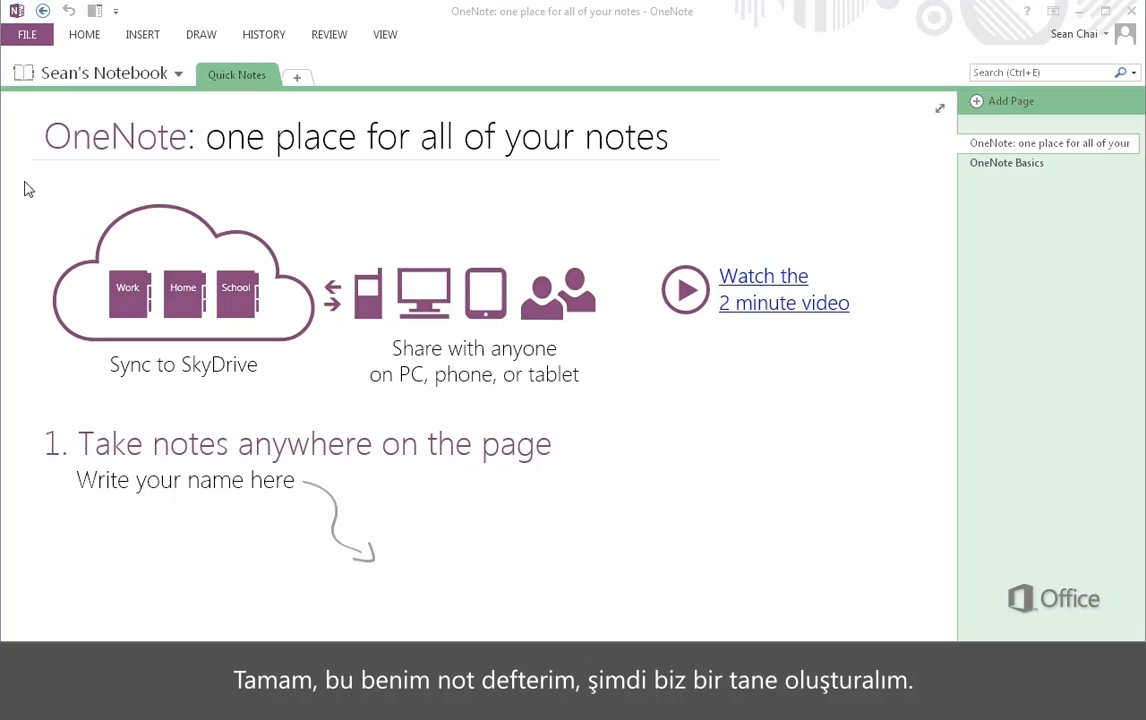 OneNote: one place for all of your notes - OneNote
?
FILE HOME INSERT DRAW HISTORY REVIEW VIEW
Sean Chai
Sean's Notebook
Quick Notes
+
Search (Ctrl+E)
Add Page
OneNote: one place for all of your
OneNote Basics
OneNote: one place for all of your notes
Work Home School
Sync to SkyDrive
Share with anyone
on PC, phone, or tablet
Watch the
2 minute video
1. Take notes anywhere on the page
Write your name here
Office
Tamam, bu benim not defterim, şimdi biz bir tane oluşturalım.